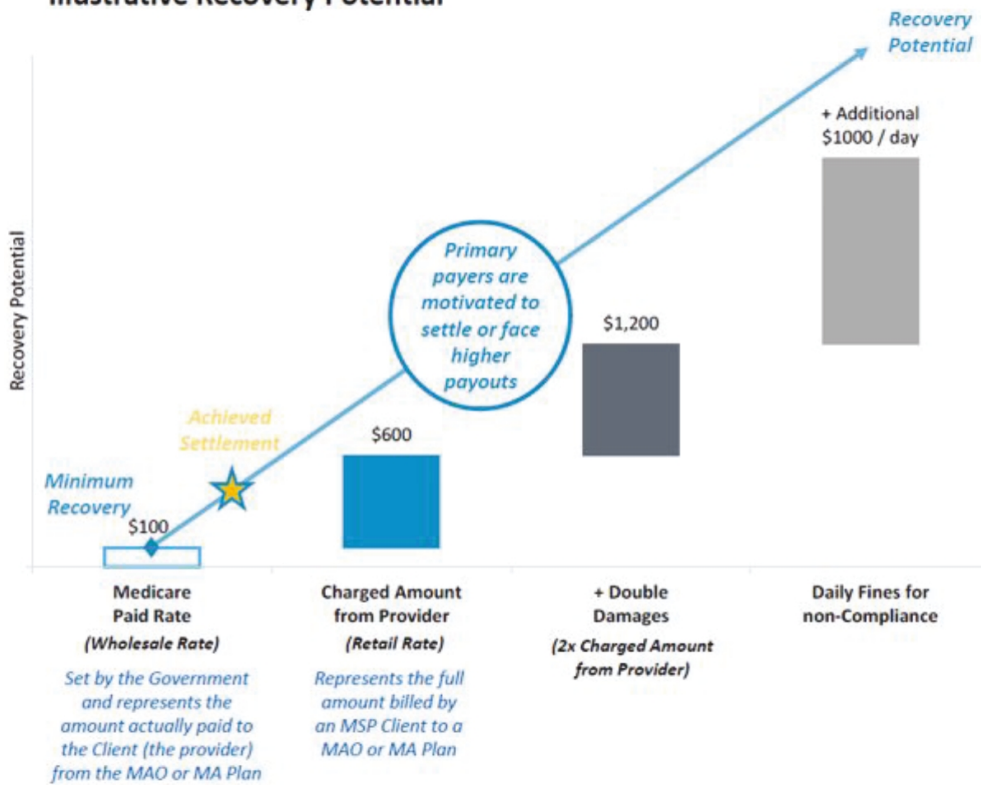 Illustrative Recovery Potential
Recovery
Potential
+ Additional
$1000 / day
Recovery Potential
Primary
payers are
motivated to
settle or face
higher
payouts
$1,200
Achieved
Settlement
$600
Minimum
Recovery
$100
Medicare
Paid Rate
(Wholesale Rate)
Set by the Government
and represents the
amount actually paid to
the Client (the provider)
from the MAO or MA Plan
Charged Amount
from Provider
(Retail Rate)
Represents the full
amount billed by
an MSP Client to a
MAO or MA Plan
+ Double
Damages
(2x Charged Amount
from Provider)
Daily Fines for
non-Compliance